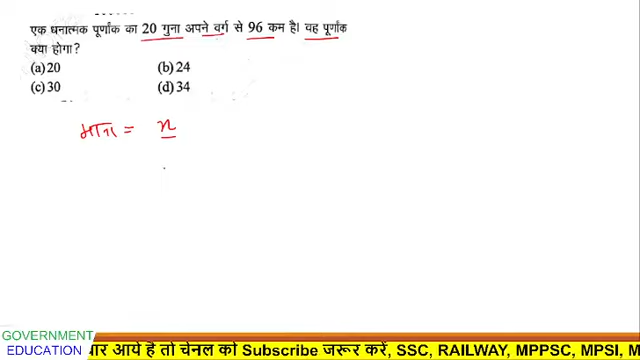 एक धनात्मक पूर्णांक का 20 गुना अपने वर्ग से 96 कम है। वह पूर्णांक
क्या होगा?
(a) 20 (b) 24
(c) 30 (d) 34
माना = x
GOVERNMENT
EDUCATION
चार आये है तो चेनल को Subscribe जरूर करें, SSC, RAILWAY, MPPSC, MPSI, M